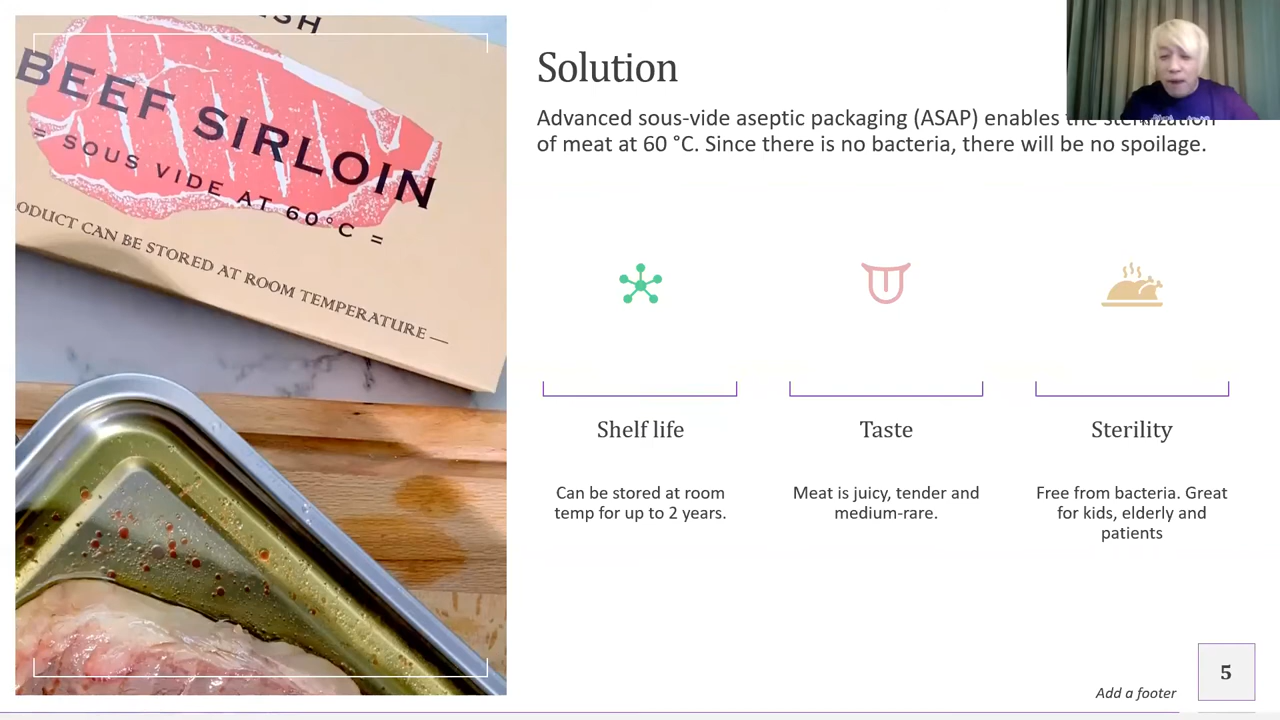 BEEF SIRLOIN
= SOUS VIDE AT 60°C =
CAN BE STORED AT ROOM TEMPERATURE —
Solution
Advanced sous-vide aseptic packaging (ASAP) enables the sterilization
of meat at 60 °C. Since there is no bacteria, there will be no spoilage.
Shelf life
Can be stored at room
temp for up to 2 years.
Taste
Meat is juicy, tender and
medium-rare.
Sterility
Free from bacteria. Great
for kids, elderly and
patients
Add a footer
5